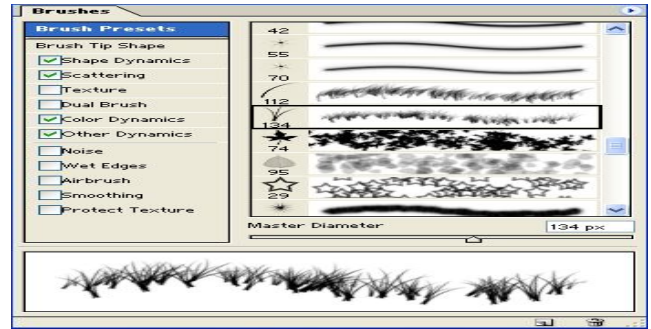 Brushes
Brush Presets
Brush Tip Shape
Shape Dynamics
Scattering
Texture
Dual Brush
Color Dynamics
Other Dynamics
Noise
Wet Edges
Airbrush
Smoothing
Protect Texture
42
55
70
112
134
74
95
29
Master Diameter
134 px